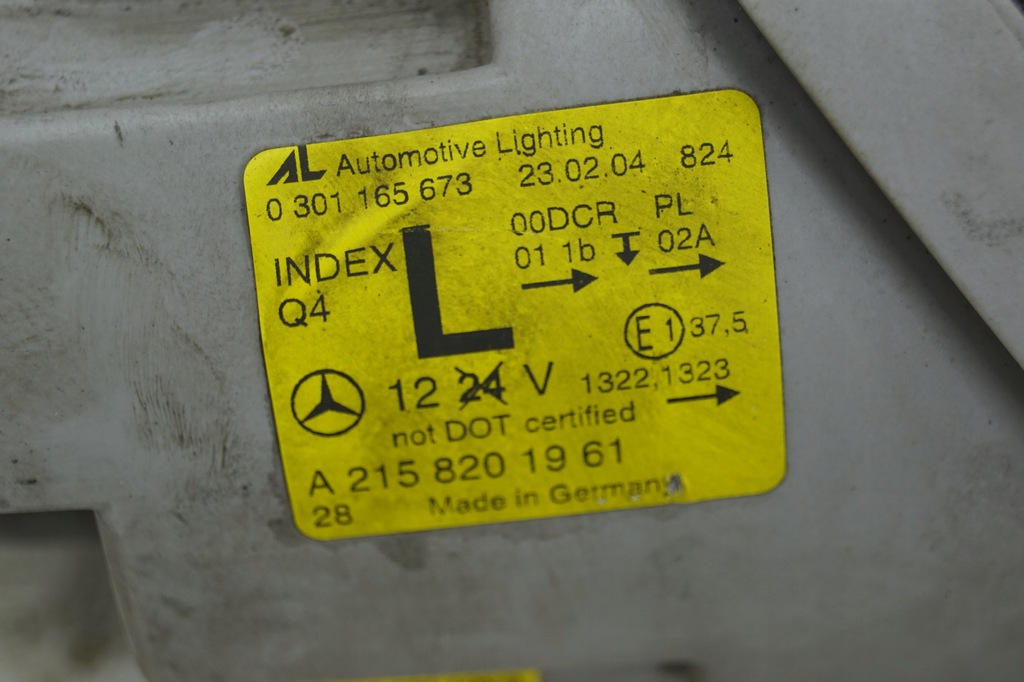 AL Automotive Lighting
0 301 165 673 23.02.04 824
00DCR PL
01 1b 02A
INDEX L
Q4
E1 37,5
12 24 V 1322,1323
not DOT certified
A 215 820 19 61
28 Made in Germany